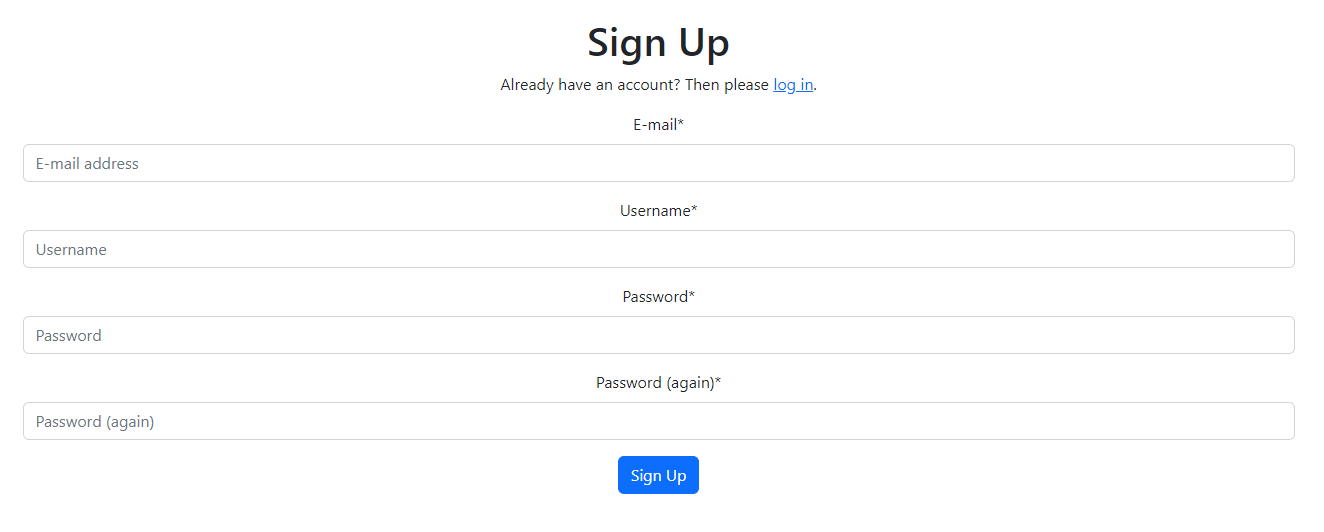 Sign Up
Already have an account? Then please log in.
E-mail*
E-mail address
Username*
Username
Password*
Password
Password (again)*
Password (again)
Sign Up